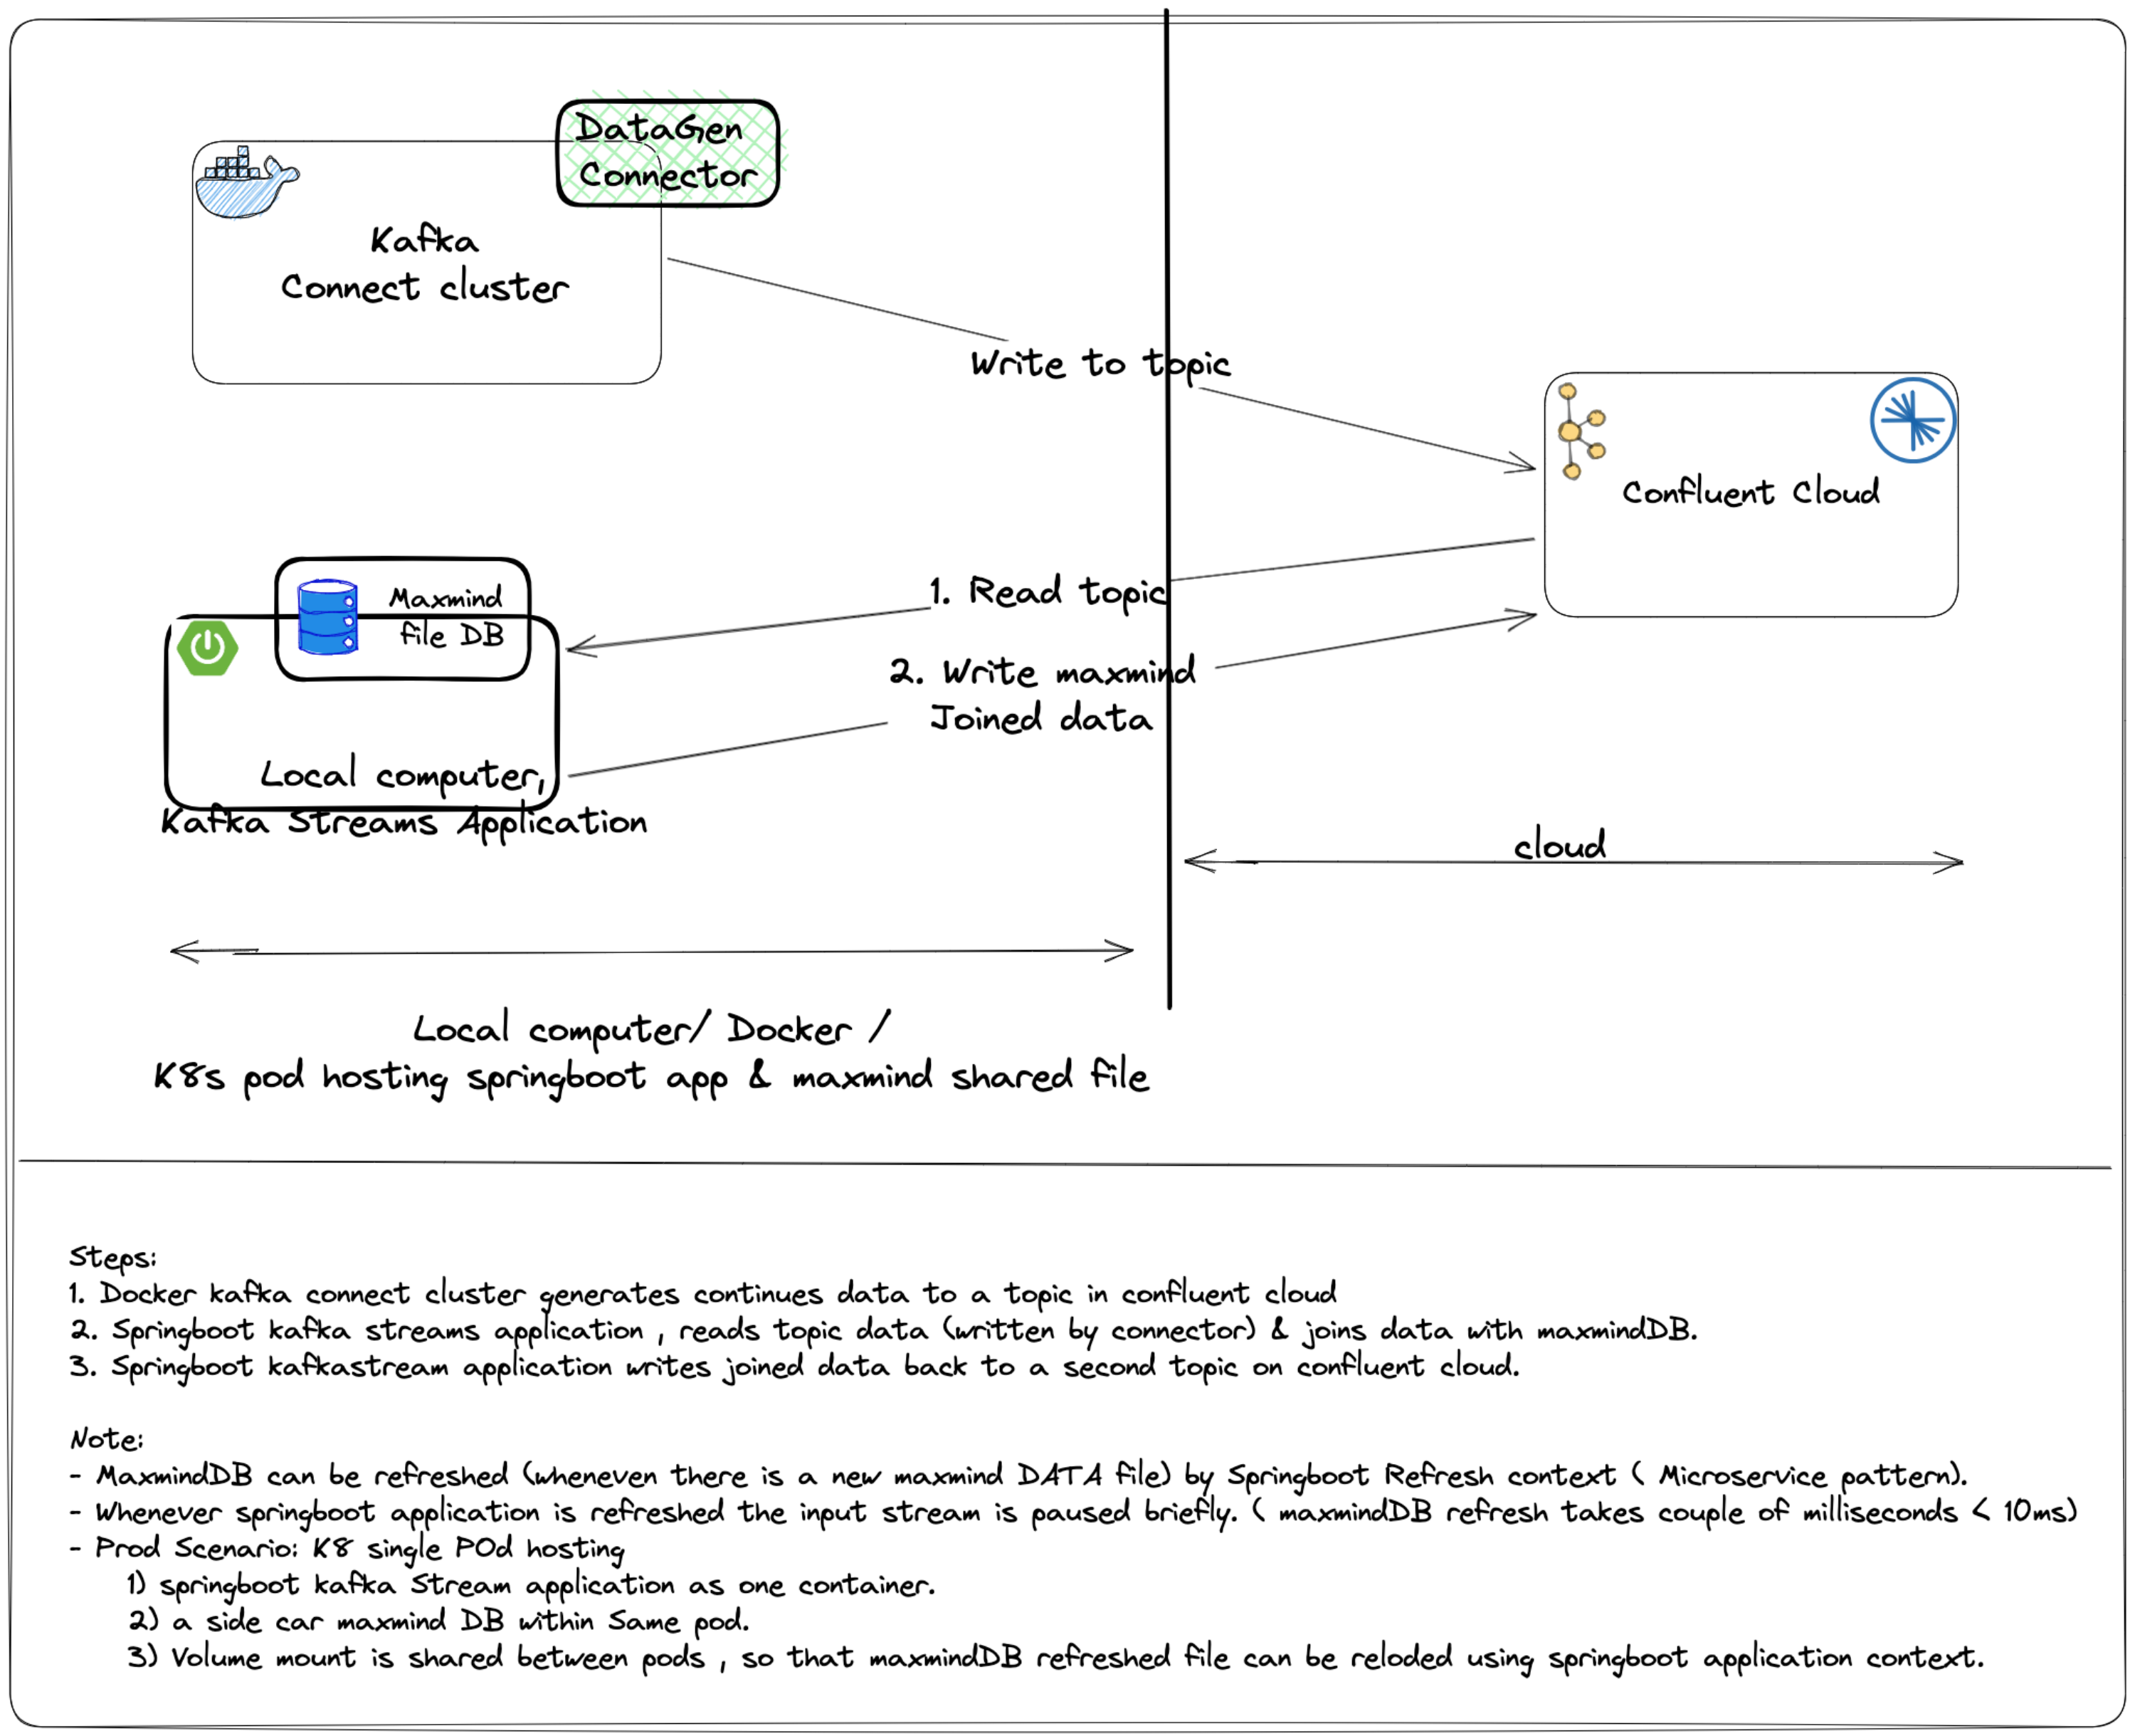 DataGen
Connector
Kafka
Connect cluster
Write to topic
Confluent Cloud
Maxmind
file DB
1. Read topic
2. Write maxmind
Joined data
Local computer,
Kafka Streams Application
cloud
Local computer/ Docker /
K8s pod hosting springboot app & maxmind shared file
Steps:
1. Docker kafka connect cluster generates continues data to a topic in confluent cloud
2. Springboot kafka streams application , reads topic data (written by connector) & joins data with maxmindDB.
3. Springboot kafkastream application writes joined data back to a second topic on confluent cloud.
Note:
- MaxmindDB can be refreshed (wheneven there is a new maxmind DATA file) by Springboot Refresh context ( Microservice pattern).
- Whenever springboot application is refreshed the input stream is paused briefly. ( maxmindDB refresh takes couple of milliseconds < 10ms)
- Prod Scenario: K8 single POd hosting
1) springboot kafka Stream application as one container.
2) a side car maxmind DB within Same pod.
3) Volume mount is shared between pods , so that maxmindDB refreshed file can be reloded using springboot application context.